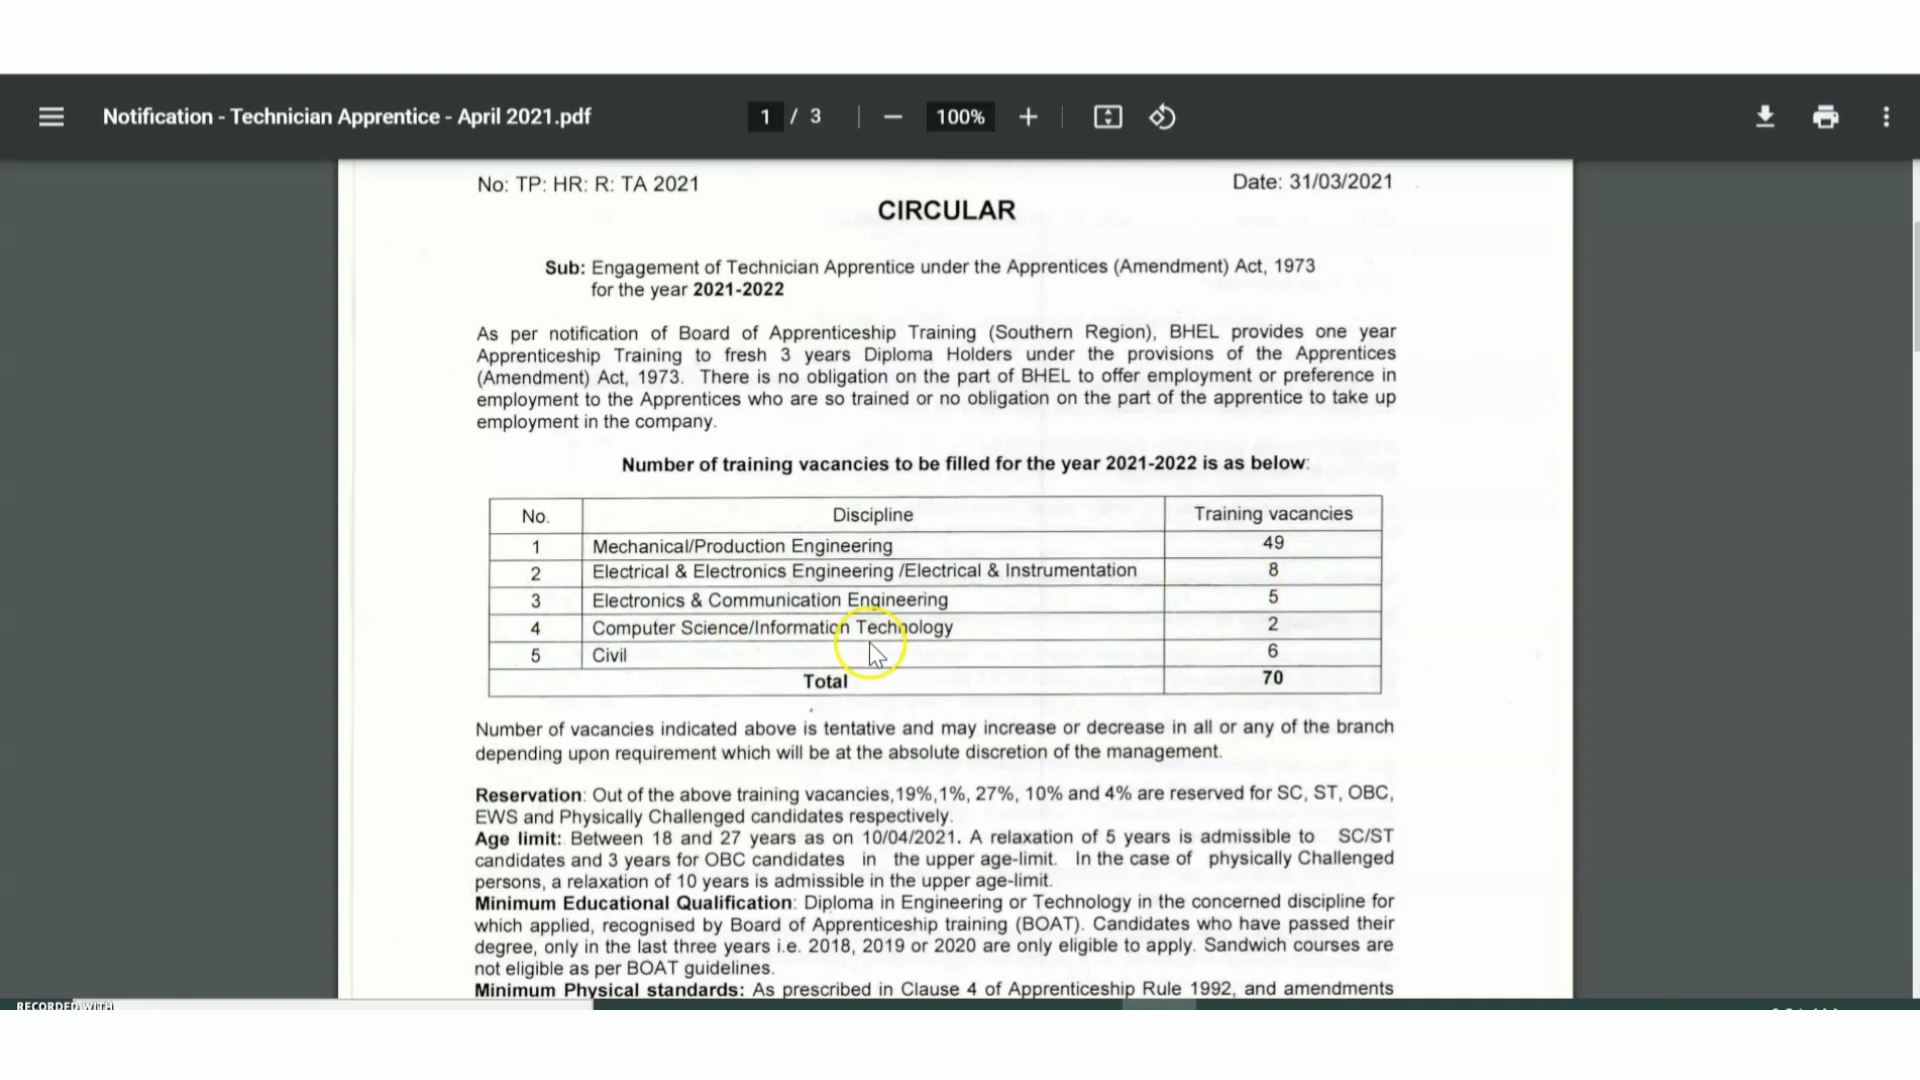 Notification - Technician Apprentice - April 2021.pdf
1 / 3
100%
No: TP: HR: R: TA 2021
Date: 31/03/2021
CIRCULAR
Sub: Engagement of Technician Apprentice under the Apprentices (Amendment) Act, 1973
for the year 2021-2022
As per notification of Board of Apprenticeship Training (Southern Region), BHEL provides one year
Apprenticeship Training to fresh 3 years Diploma Holders under the provisions of the Apprentices
(Amendment) Act, 1973. There is no obligation on the part of BHEL to offer employment or preference in
employment to the Apprentices who are so trained or no obligation on the part of the apprentice to take up
employment in the company.
Number of training vacancies to be filled for the year 2021-2022 is as below:
No. Discipline Training vacancies
1 Mechanical/Production Engineering 49
2 Electrical & Electronics Engineering /Electrical & Instrumentation 8
3 Electronics & Communication Engineering 5
4 Computer Science/Information Technology 2
5 Civil 6
Total 70
Number of vacancies indicated above is tentative and may increase or decrease in all or any of the branch
depending upon requirement which will be at the absolute discretion of the management.
Reservation: Out of the above training vacancies,19%,1%, 27%, 10% and 4% are reserved for SC, ST, OBC,
EWS and Physically Challenged candidates respectively.
Age limit: Between 18 and 27 years as on 10/04/2021. A relaxation of 5 years is admissible to SC/ST
candidates and 3 years for OBC candidates in the upper age-limit. In the case of physically Challenged
persons, a relaxation of 10 years is admissible in the upper age-limit.
Minimum Educational Qualification: Diploma in Engineering or Technology in the concerned discipline for
which applied, recognised by Board of Apprenticeship training (BOAT). Candidates who have passed their
degree, only in the last three years i.e. 2018, 2019 or 2020 are only eligible to apply. Sandwich courses are
not eligible as per BOAT guidelines.
Minimum Physical standards: As prescribed in Clause 4 of Apprenticeship Rule 1992, and amendments
RECORDED WITH